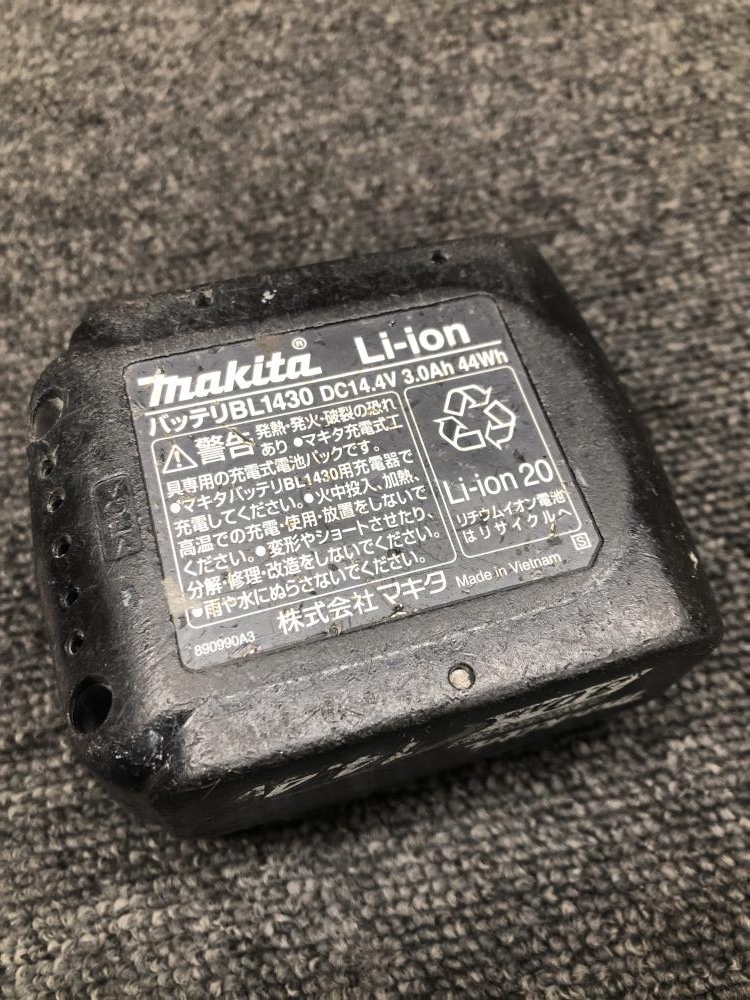 makita® Li-ion
バッテリBL1430 DC14.4V 3.0Ah 44Wh
警告 発熱・発火・破裂の恐れ
あり ●マキタ充電式工
具専用の充電式電池パックです。
●マキタバッテリBL1430用充電器で
充電してください。●火中投入、加熱、
高温での充電・使用・放置をしないで
ください。●変形やショートさせたり、
分解・修理・改造をしないでください。
●雨や水にぬらさないでください。
Li-ion 20
リチウムイオン電池
はリサイクルへ
S
株式会社マキタ Made in Vietnam
890990A3